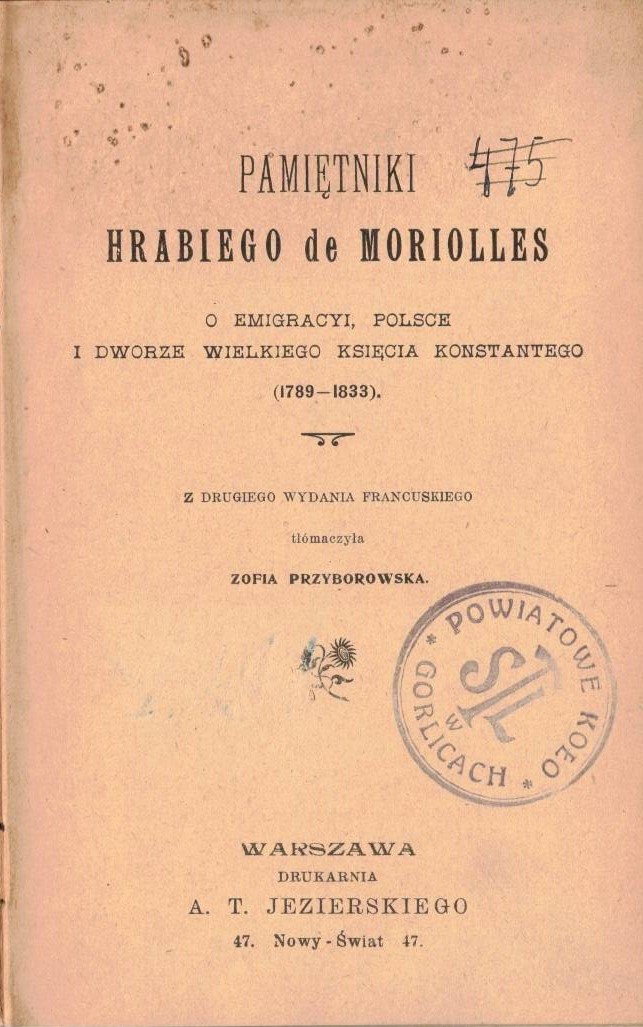 PAMIĘTNIKI
475
HRABIEGO de MORIOLLES
O EMIGRACYI, POLSCE
I DWORZE WIELKIEGO KSIĘCIA KONSTANTEGO
(1789—1833).
Z DRUGIEGO WYDANIA FRANCUSKIEGO
tłómaczyła
ZOFIA PRZYBOROWSKA.
* POWIATOWE KOŁO *
TSL
W
GORLICACH
WARSZAWA
DRUKARNIA
A. T. JEZIERSKIEGO
47. Nowy-Świat 47.